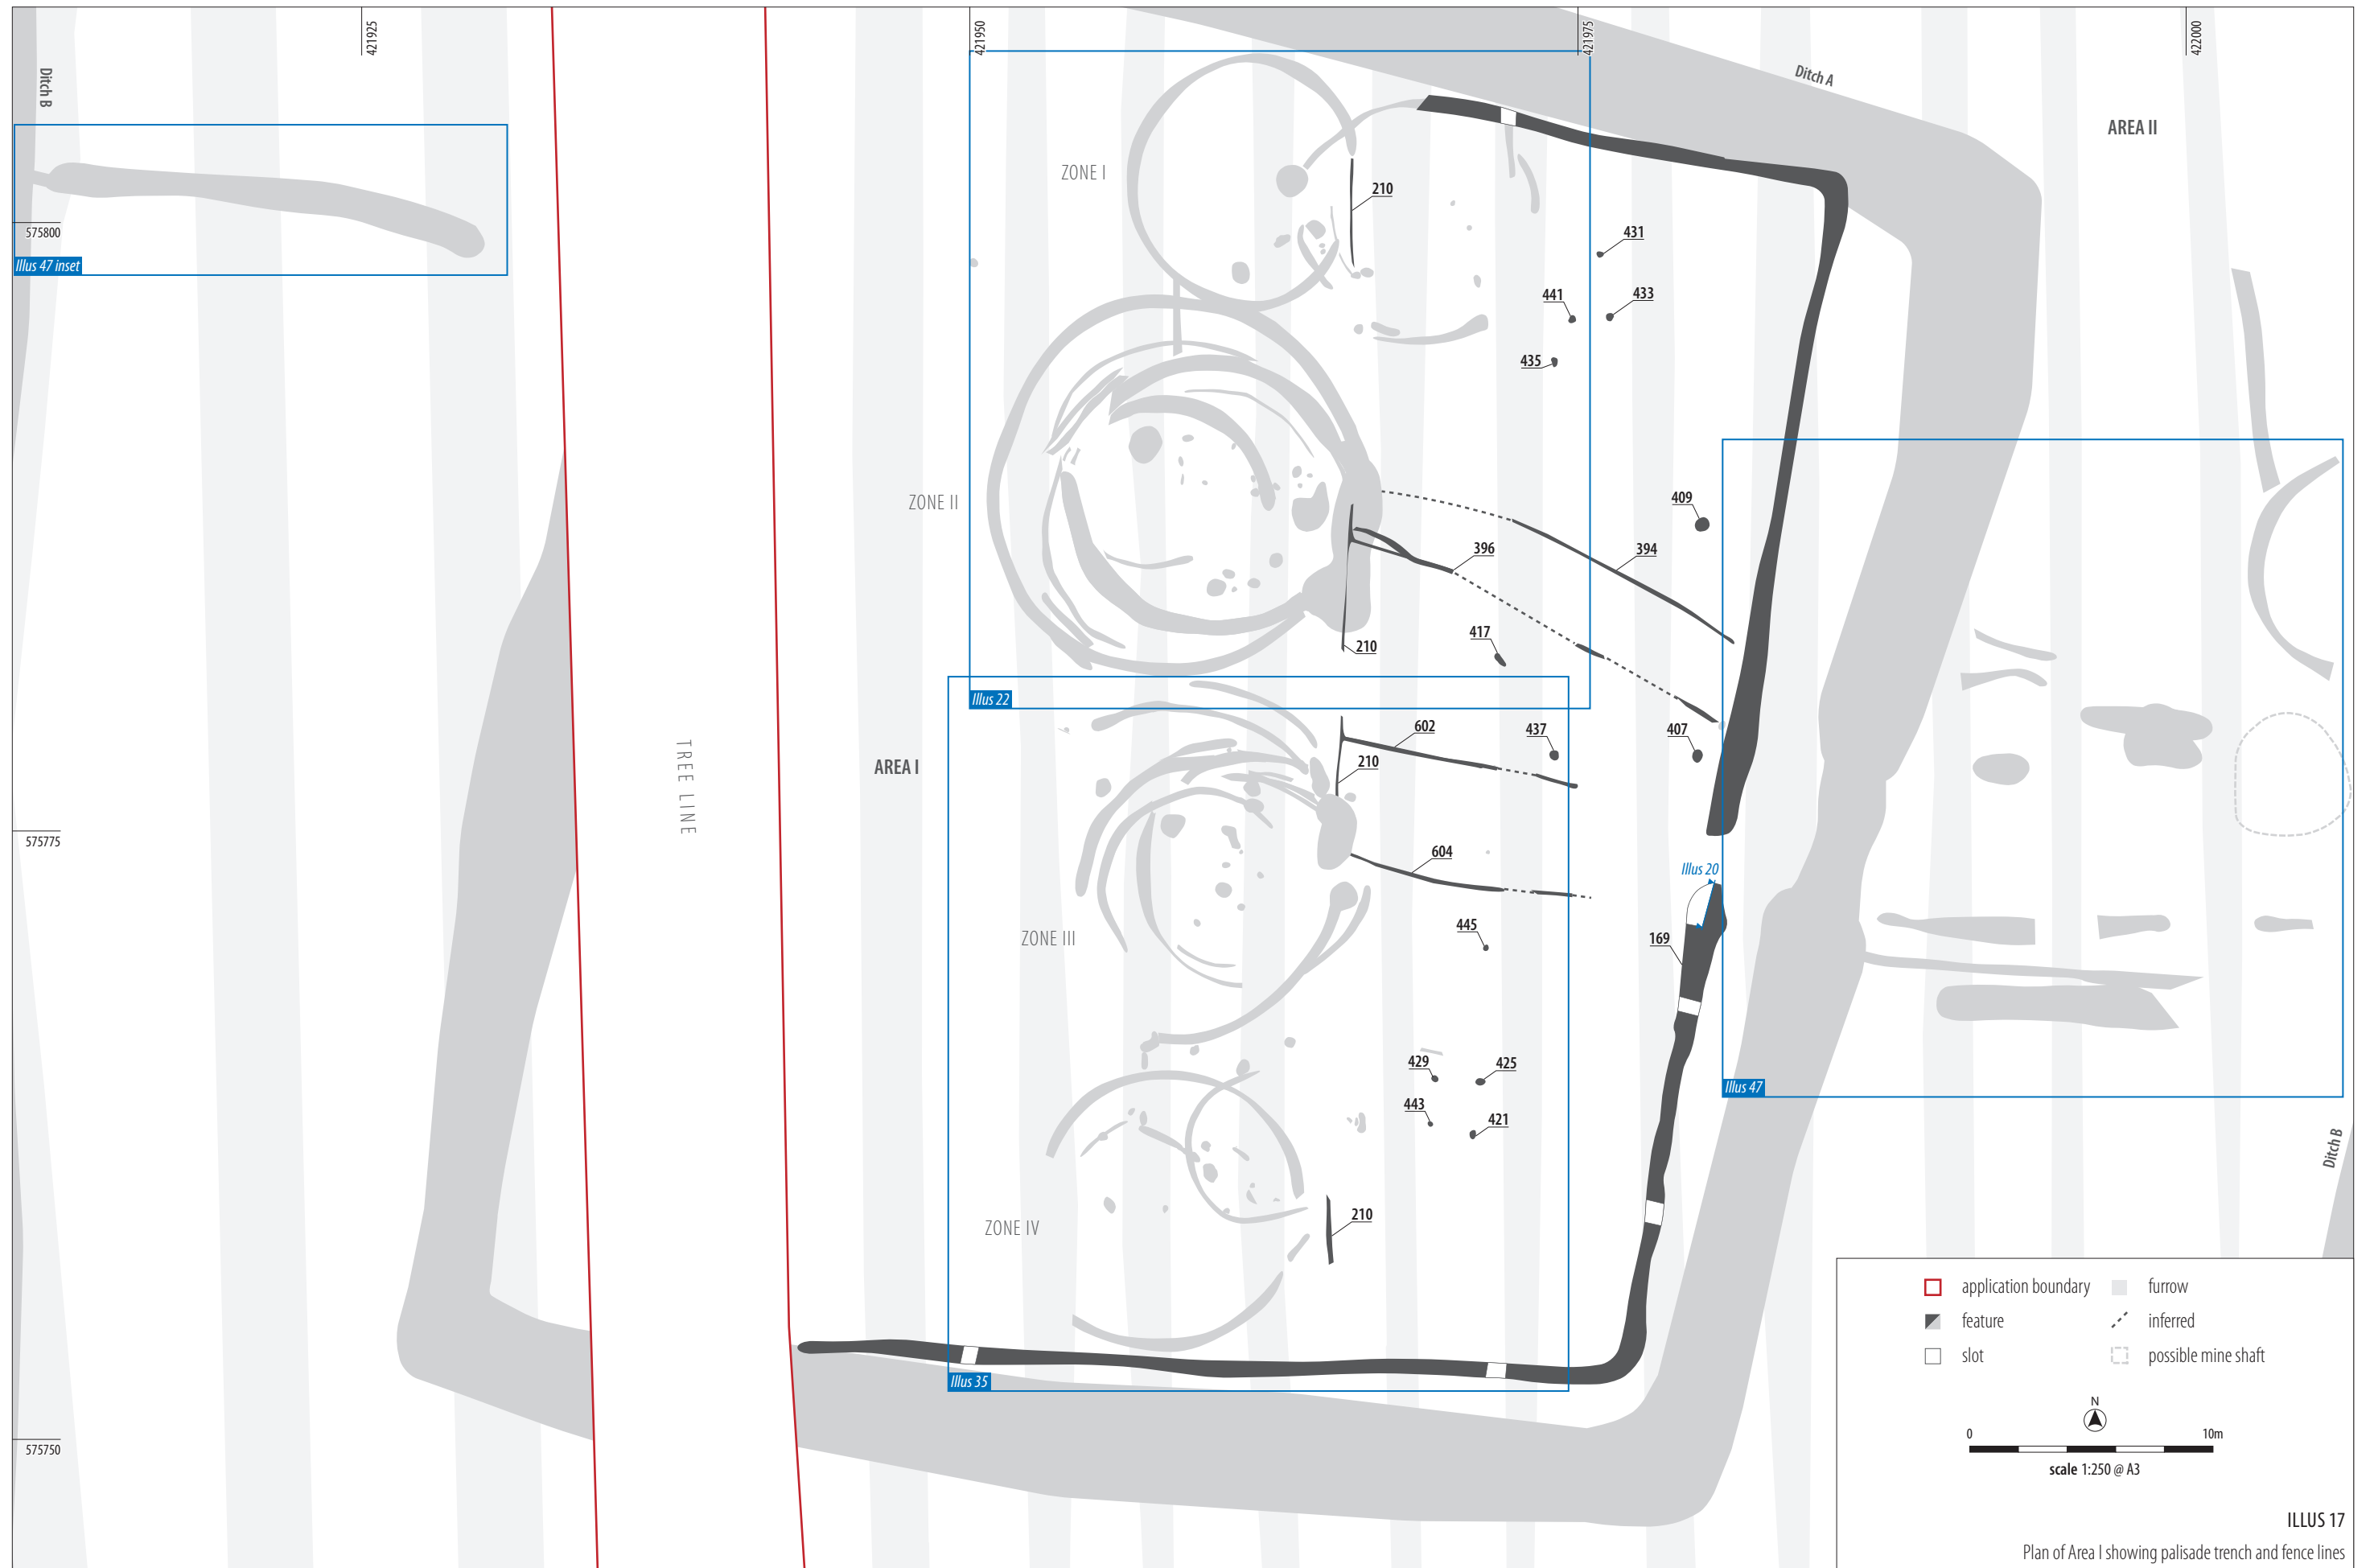 421925
421950
421975
422000
Ditch B
Ditch A
AREA II
ZONE I
210
431
575800
Illus 47 inset
441
433
435
ZONE II
409
396
394
417
210
Illus 22
602
437
407
210
TREE LINE
AREA I
575775
604
Illus 20
445
169
ZONE III
429
425
Illus 47
443
421
Ditch B
210
ZONE IV
Illus 35
575750
application boundary
furrow
feature
inferred
slot
possible mine shaft
N
0
10m
scale 1:250 @ A3
ILLUS 17
Plan of Area I showing palisade trench and fence lines